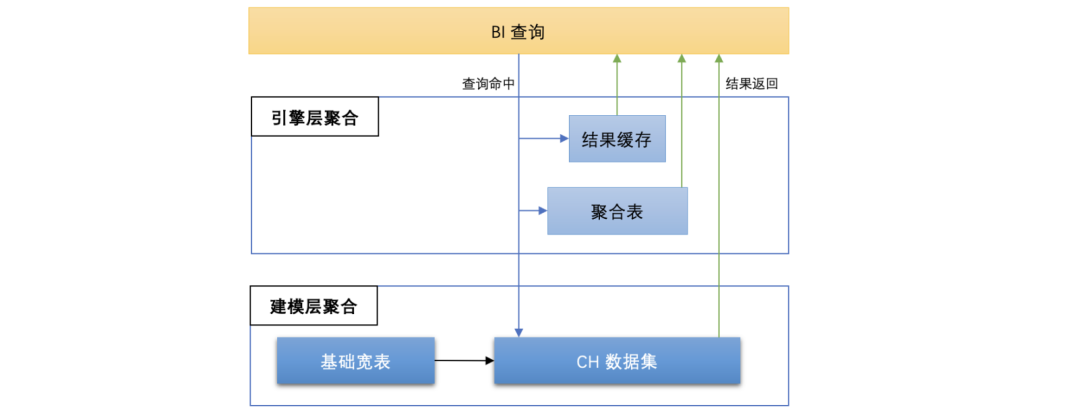 BI 查询
查询命中
结果返回
引擎层聚合
结果缓存
聚合表
建模层聚合
基础宽表
CH 数据集